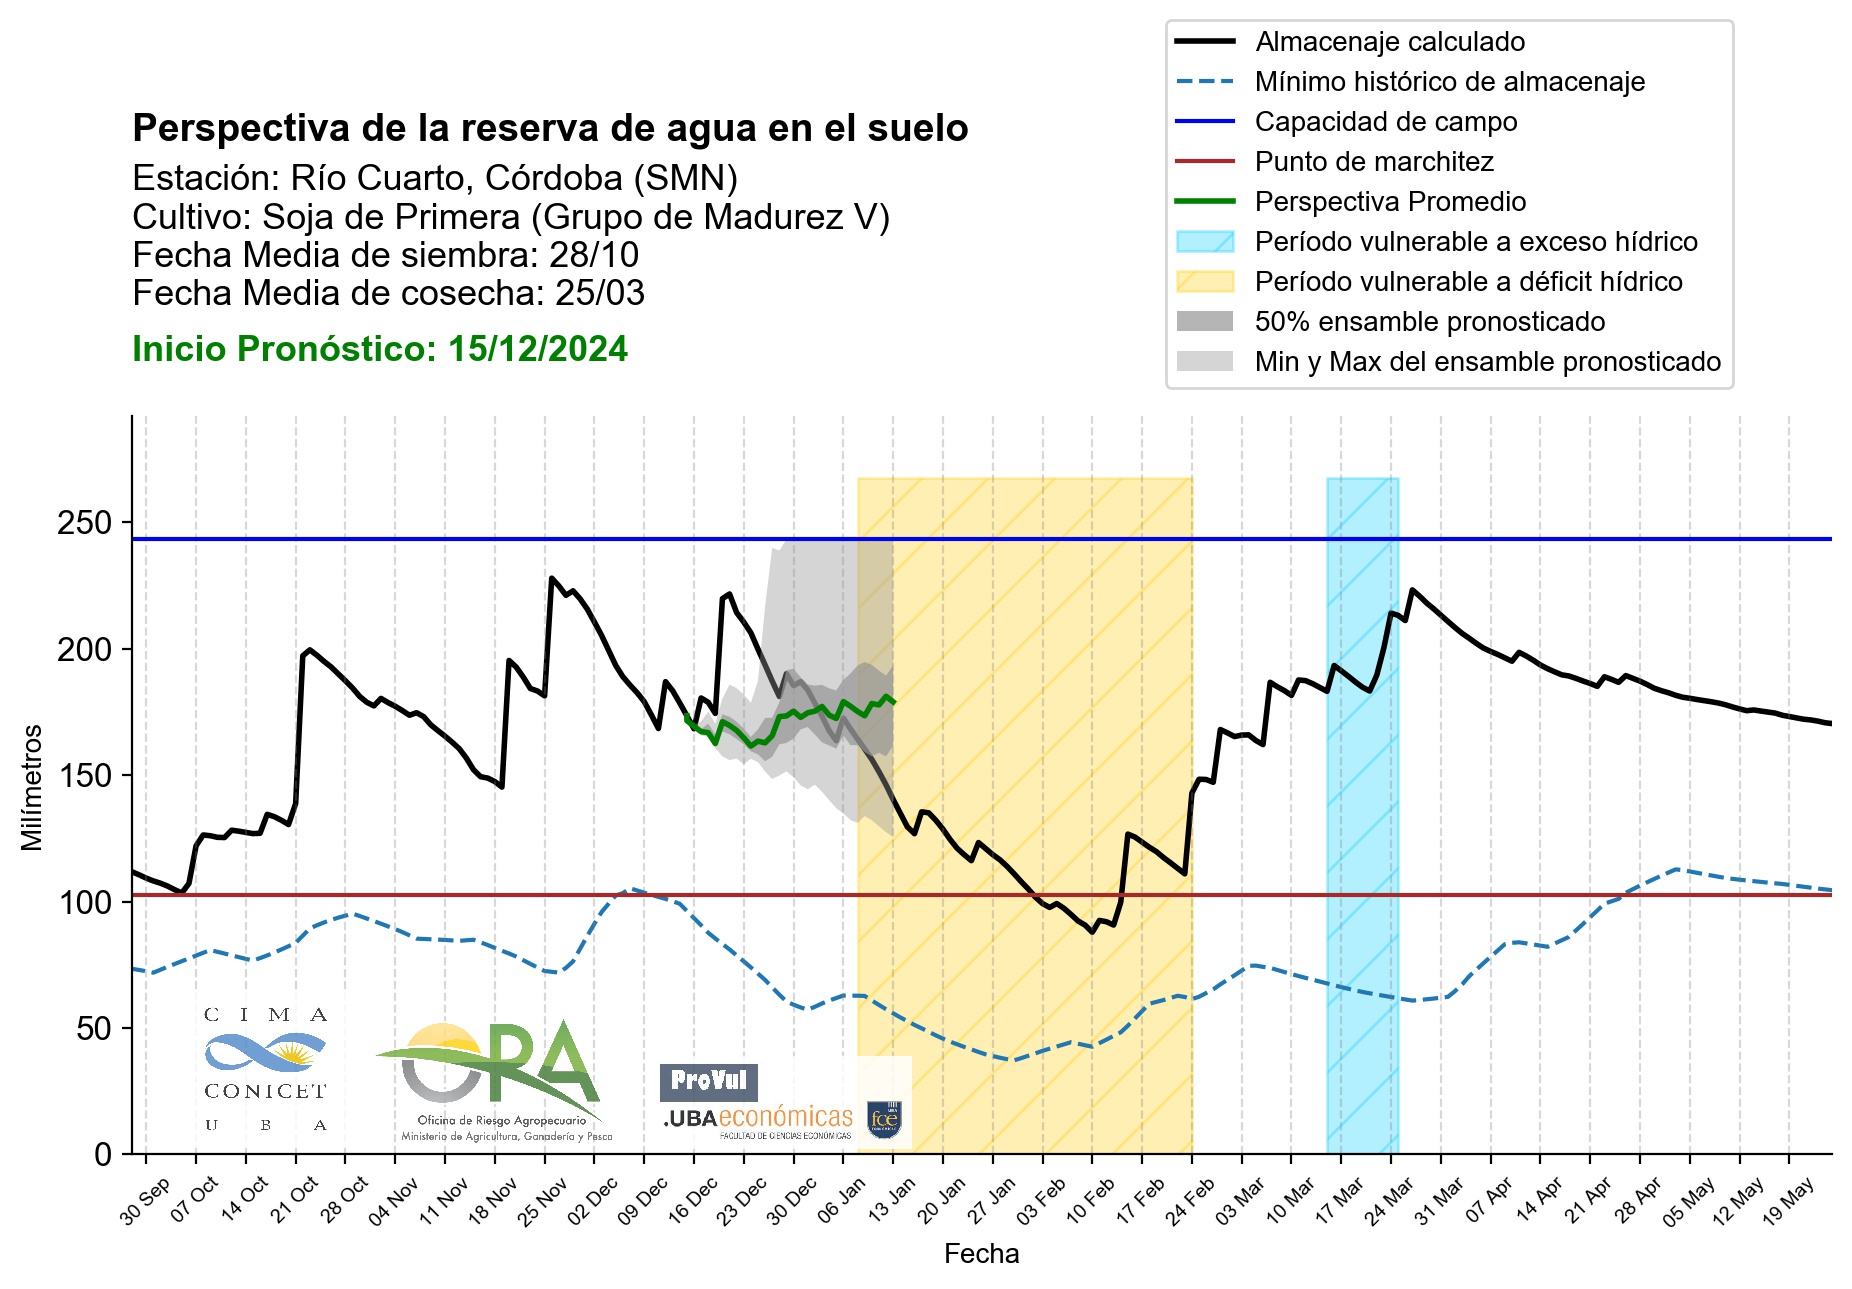 Almacenaje calculado
Mínimo histórico de almacenaje
Capacidad de campo
Punto de marchitez
Perspectiva Promedio
Período vulnerable a exceso hídrico
Período vulnerable a déficit hídrico
50% ensamble pronosticado
Min y Max del ensamble pronosticado
Perspectiva de la reserva de agua en el suelo
Estación: Río Cuarto, Córdoba (SMN)
Cultivo: Soja de Primera (Grupo de Madurez V)
Fecha Media de siembra: 28/10
Fecha Media de cosecha: 25/03
Inicio Pronóstico: 15/12/2024
Milímetros
250
200
150
100
50
0
C I M A
CONICET
U B A
ORA
Oficina de Riesgo Agropecuario
Ministerio de Agricultura, Ganadería y Pesca
ProVul
.UBAeconómicas
FACULTAD DE CIENCIAS ECONÓMICAS
UBA
fce
ECONÓMICAS
30 Sep
07 Oct
14 Oct
21 Oct
28 Oct
04 Nov
11 Nov
18 Nov
25 Nov
02 Dec
09 Dec
16 Dec
23 Dec
30 Dec
06 Jan
13 Jan
20 Jan
27 Jan
03 Feb
10 Feb
17 Feb
24 Feb
03 Mar
10 Mar
17 Mar
24 Mar
31 Mar
07 Apr
14 Apr
21 Apr
28 Apr
05 May
12 May
19 May
Fecha